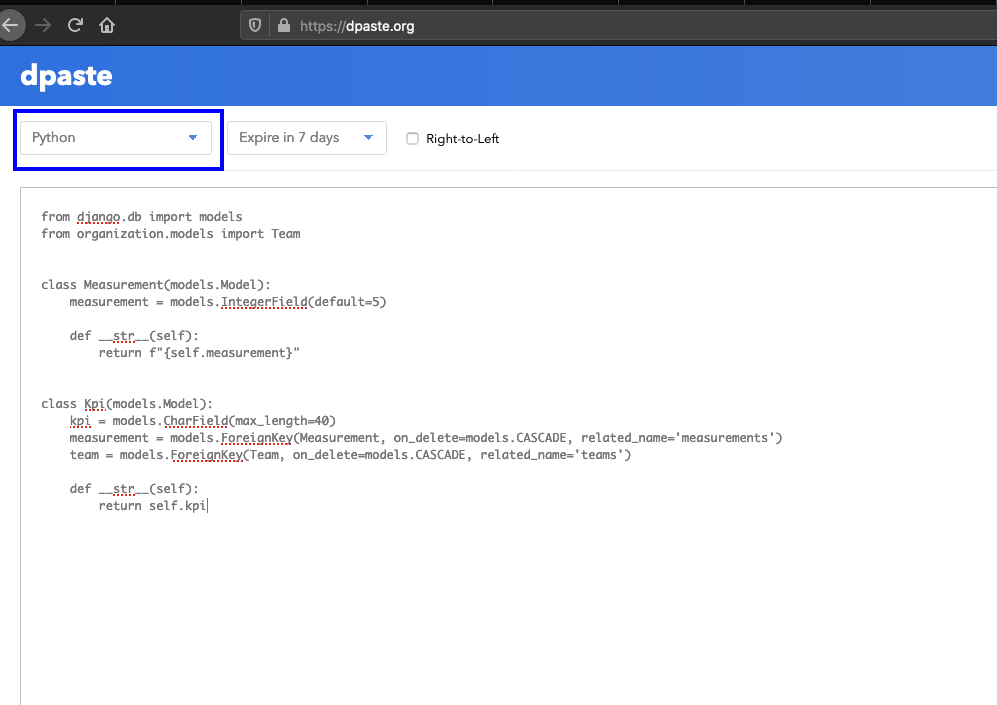 https://dpaste.org
dpaste
Python Expire in 7 days Right-to-Left
from django.db import models
from organization.models import Team
class Measurement(models.Model):
    measurement = models.IntegerField(default=5)
    def __str__(self):
        return f"{self.measurement}"
class Kpi(models.Model):
    kpi = models.CharField(max_length=40)
    measurement = models.ForeignKey(Measurement, on_delete=models.CASCADE, related_name='measurements')
    team = models.ForeignKey(Team, on_delete=models.CASCADE, related_name='teams')
    def __str__(self):
        return self.kpi